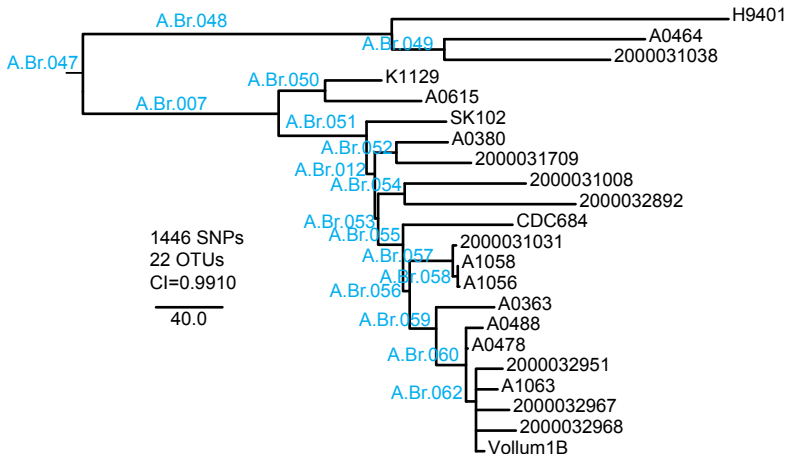 H9401
A.Br.048
A0464
A.Br.049
2000031038
A.Br.047
K1129
A.Br.050
A0615
A.Br.007
SK102
A.Br.051
A0380
A.Br.052
2000031709
A.Br.012
2000031008
A.Br.054
2000032892
A.Br.053
CDC684
A.Br.055
1446 SNPs
2000031031
A.Br.057
22 OTUs
A1058
A.Br.058
CI=0.9910
A1056
A.Br.056
A0363
40.0
A.Br.059
A0488
A0478
A.Br.060
2000032951
A1063
A.Br.062
2000032967
2000032968
Vollum1B